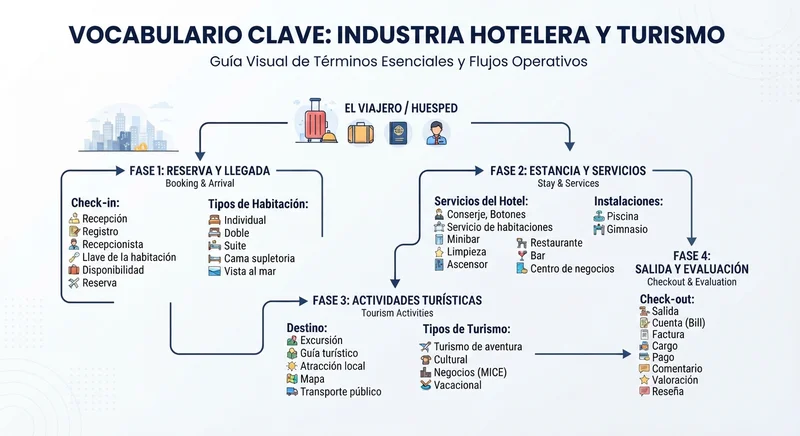 VOCABULARIO CLAVE: INDUSTRIA HOTELERA Y TURISMO
Guía Visual de Términos Esenciales y Flujos Operativos
EL VIAJERO / HUESPED
FASE 1: RESERVA Y LLEGADA
Booking & Arrival
Check-in:
Recepción
Registro
Recepcionista
Llave de la habitación
Disponibilidad
Reserva
Tipos de Habitación:
Individual
Doble
Suite
Cama supletoria
Vista al mar
FASE 2: ESTANCIA Y SERVICIOS
Stay & Services
Servicios del Hotel:
Conserje, Botones
Servicio de habitaciones
Minibar
Limpieza
Ascensor
Restaurante
Bar
Centro de negocios
Instalaciones:
Piscina
Gimnasio
FASE 3: ACTIVIDADES TURÍSTICAS
Tourism Activities
Destino:
Excursión
Guía turístico
Atracción local
Mapa
Transporte público
Tipos de Turismo:
Turismo de aventura
Cultural
Negocios (MICE)
Vacacional
FASE 4:
SALIDA Y EVALUACIÓN
Checkout & Evaluation
Check-out:
Salida
Cuenta (Bill)
Factura
Cargo
Pago
Comentario
Valoración
Reseña